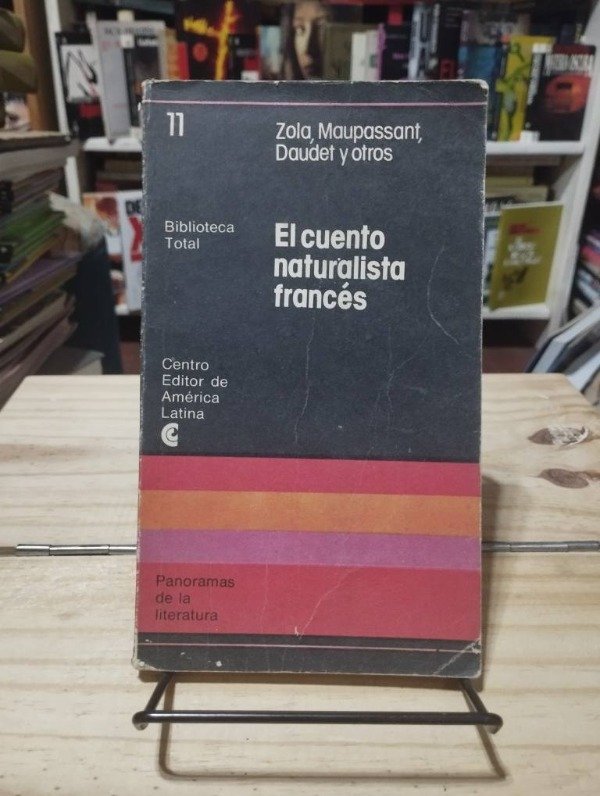 11
Zola, Maupassant,
Daudet y otros
Biblioteca
Total
El cuento
naturalista
francés
Centro
Editor de
América
Latina
Panoramas
de la
literatura